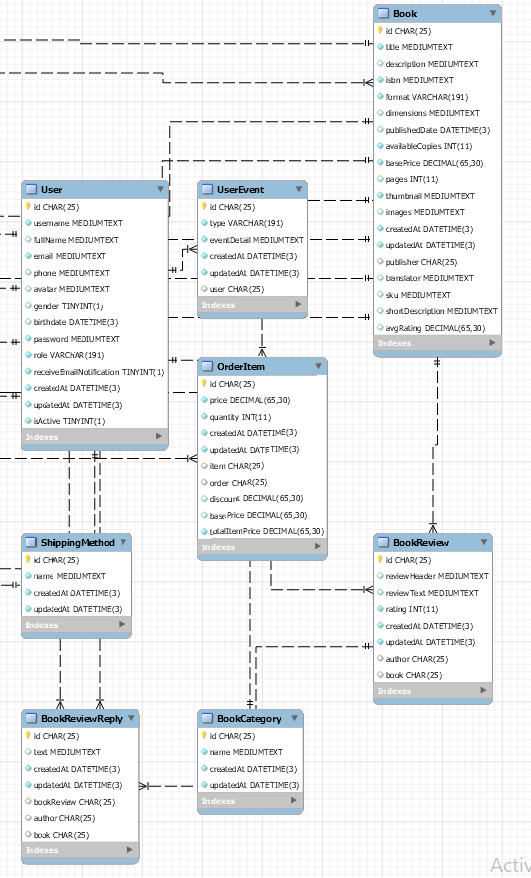 Book
id CHAR(25)
title MEDIUMTEXT
description MEDIUMTEXT
isbn MEDIUMTEXT
format VARCHAR(191)
dimensions MEDIUMTEXT
publishedDate DATETIME(3)
availableCopies INT(11)
basePrice DECIMAL(65,30)
pages INT(11)
thumbnail MEDIUMTEXT
images MEDIUMTEXT
createdAt DATETIME(3)
updatedAt DATETIME(3)
publisher CHAR(25)
translator MEDIUMTEXT
sku MEDIUMTEXT
shortDescription MEDIUMTEXT
avgRating DECIMAL(65,30)
Indexes
User
id CHAR(25)
username MEDIUMTEXT
fullName MEDIUMTEXT
email MEDIUMTEXT
phone MEDIUMTEXT
avatar MEDIUMTEXT
gender TINYINT(1)
birthdate DATETIME(3)
password MEDIUMTEXT
role VARCHAR(191)
receiveEmailNotification TINYINT(1)
createdAt DATETIME(3)
updatedAt DATETIME(3)
isActive TINYINT(1)
Indexes
UserEvent
id CHAR(25)
type VARCHAR(191)
eventDetail MEDIUMTEXT
createdAt DATETIME(3)
updatedAt DATETIME(3)
user CHAR(25)
Indexes
OrderItem
id CHAR(25)
price DECIMAL(65,30)
quantity INT(11)
createdAt DATETIME(3)
updatedAt DATETIME(3)
item CHAR(25)
order CHAR(25)
discount DECIMAL(65,30)
basePrice DECIMAL(65,30)
totalItemPrice DECIMAL(65,30)
Indexes
ShippingMethod
id CHAR(25)
name MEDIUMTEXT
createdAt DATETIME(3)
updatedAt DATETIME(3)
Indexes
BookReview
id CHAR(25)
reviewHeader MEDIUMTEXT
reviewText MEDIUMTEXT
rating INT(11)
createdAt DATETIME(3)
updatedAt DATETIME(3)
author CHAR(25)
book CHAR(25)
Indexes
BookReviewReply
id CHAR(25)
text MEDIUMTEXT
createdAt DATETIME(3)
updatedAt DATETIME(3)
bookReview CHAR(25)
author CHAR(25)
book CHAR(25)
Indexes
BookCategory
id CHAR(25)
name MEDIUMTEXT
createdAt DATETIME(3)
updatedAt DATETIME(3)
Indexes
Activ